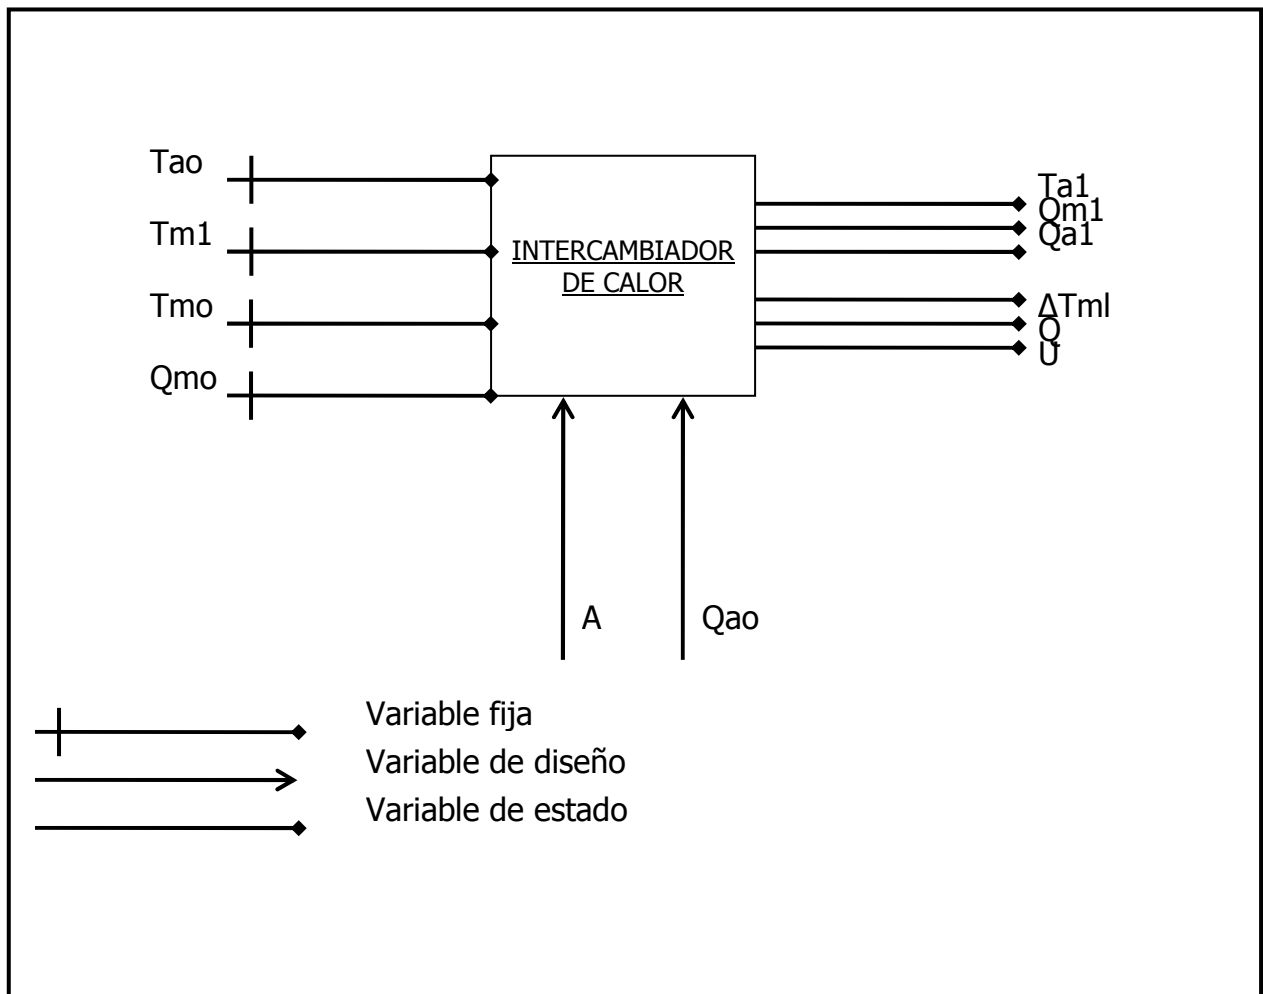 Tao
Tm1
Tmo
Qmo
INTERCAMBIADOR
DE CALOR
Ta1
Qm1
Qa1
ΔTml
Q
U
A
Qao
Variable fija
Variable de diseño
Variable de estado